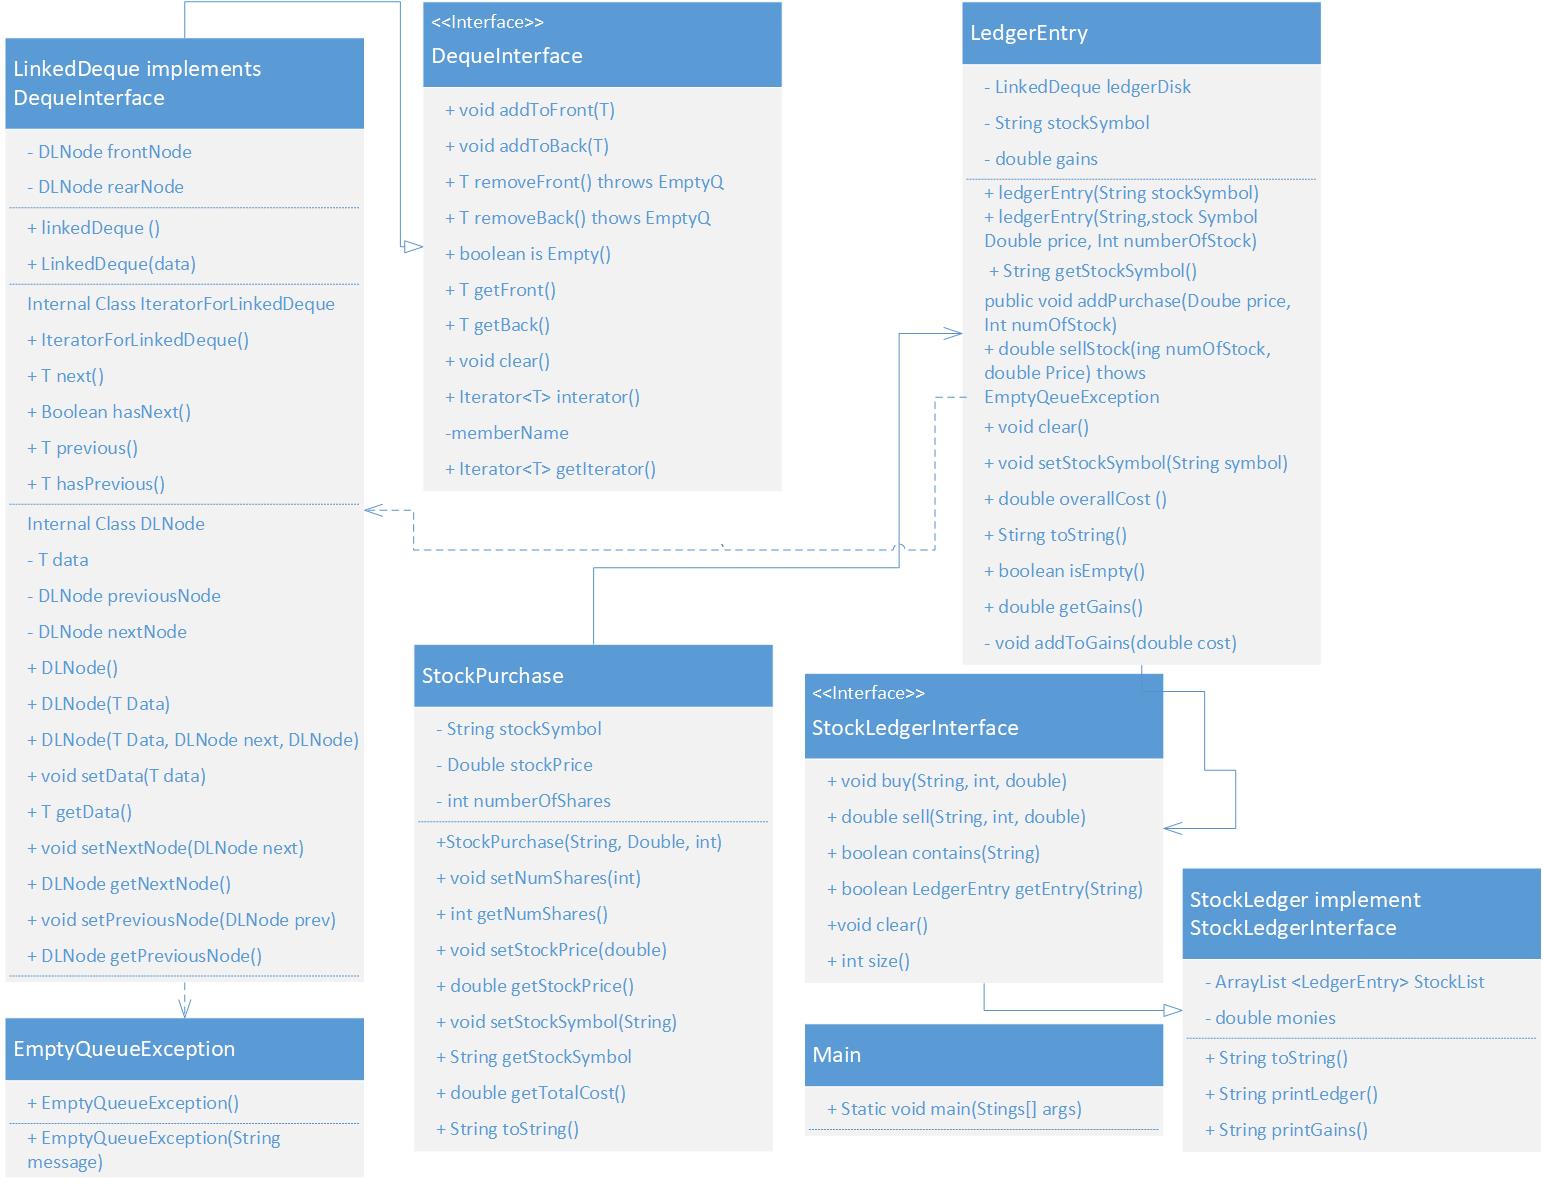 LinkedDeque implements
DequeInterface
- DLNode frontNode
- DLNode rearNode
+ linkedDeque ()
+ LinkedDeque(data)
Internal Class IteratorForLinkedDeque
+ IteratorForLinkedDeque()
+ T next()
+ Boolean hasNext()
+ T previous()
+ T hasPrevious()
Internal Class DLNode
- T data
- DLNode previousNode
- DLNode nextNode
+ DLNode()
+ DLNode(T Data)
+ DLNode(T Data, DLNode next, DLNode)
+ void setData(T data)
+ T getData()
+ void setNextNode(DLNode next)
+ DLNode getNextNode()
+ void setPreviousNode(DLNode prev)
+ DLNode getPreviousNode()
EmptyQueueException
+ EmptyQueueException()
+ EmptyQueueException(String
message)
<<Interface>>
DequeInterface
+ void addToFront(T)
+ void addToBack(T)
+ T removeFront() throws EmptyQ
+ T removeBack() thows EmptyQ
+ boolean is Empty()
+ T getFront()
+ T getBack()
+ void clear()
+ Iterator<T> interator()
-memberName
+ Iterator<T> getIterator()
StockPurchase
- String stockSymbol
- Double stockPrice
- int numberOfShares
+StockPurchase(String, Double, int)
+ void setNumShares(int)
+ int getNumShares()
+ void setStockPrice(double)
+ double getStockPrice()
+ void setStockSymbol(String)
+ String getStockSymbol
+ double getTotalCost()
+ String toString()
LedgerEntry
- LinkedDeque ledgerDisk
- String stockSymbol
- double gains
+ ledgerEntry(String stockSymbol)
+ ledgerEntry(String,stock Symbol
Double price, Int numberOfStock)
+ String getStockSymbol()
public void addPurchase(Doube price,
Int numOfStock)
+ double sellStock(ing numOfStock,
double Price) thows
EmptyQeueException
+ void clear()
+ void setStockSymbol(String symbol)
+ double overallCost ()
+ Stirng toString()
+ boolean isEmpty()
+ double getGains()
- void addToGains(double cost)
<<Interface>>
StockLedgerInterface
+ void buy(String, int, double)
+ double sell(String, int, double)
+ boolean contains(String)
+ boolean LedgerEntry getEntry(String)
+void clear()
+ int size()
Main
+ Static void main(Stings[] args)
StockLedger implement
StockLedgerInterface
- ArrayList <LedgerEntry> StockList
- double monies
+ String toString()
+ String printLedger()
+ String printGains()